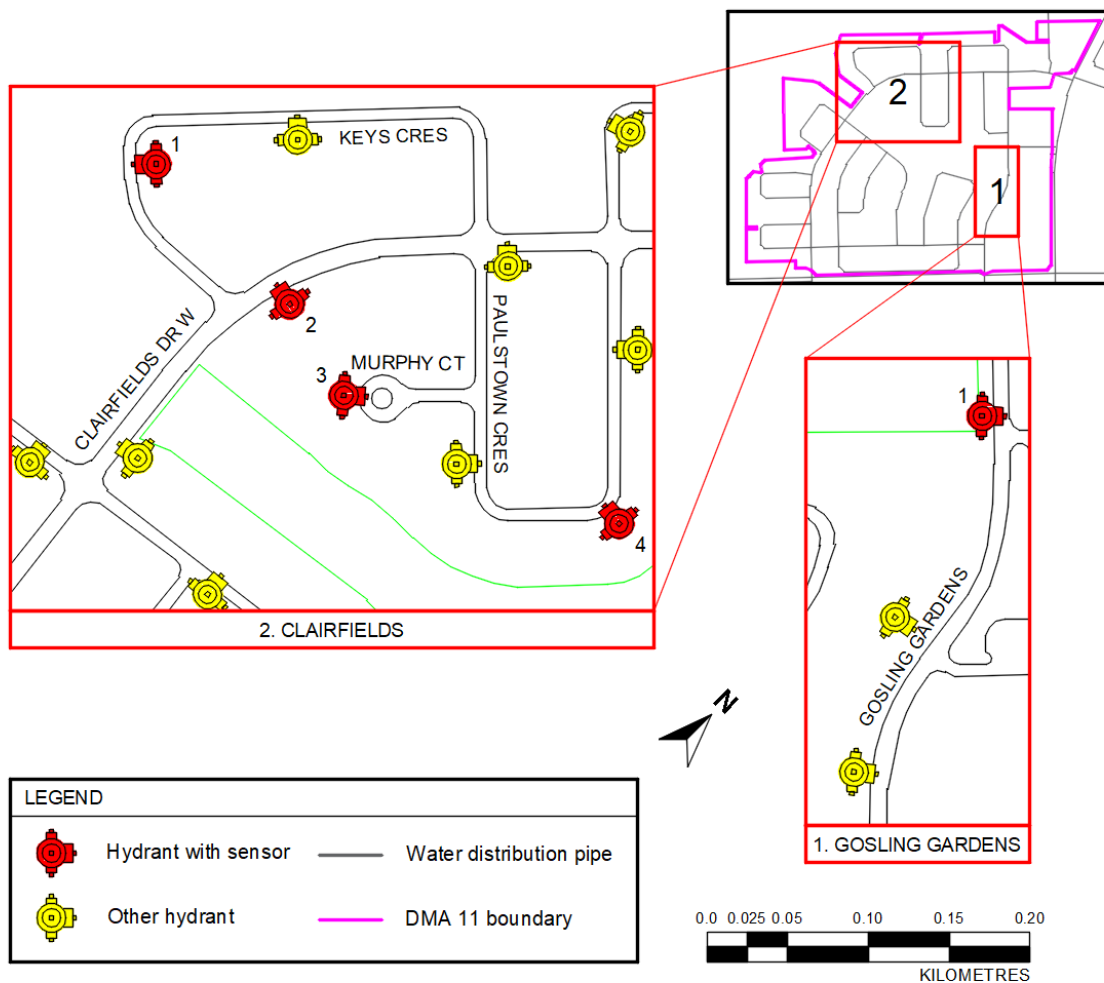 1
KEYS CRES
2
CLAIRFIELDS DR W
3
MURPHY CT
PAULSTOWN CRES
4
2. CLAIRFIELDS
2
1
1
GOSLING GARDENS
1. GOSLING GARDENS
N
LEGEND
Hydrant with sensor
Water distribution pipe
Other hydrant
DMA 11 boundary
0.0 0.025 0.05 0.10 0.15 0.20
KILOMETRES